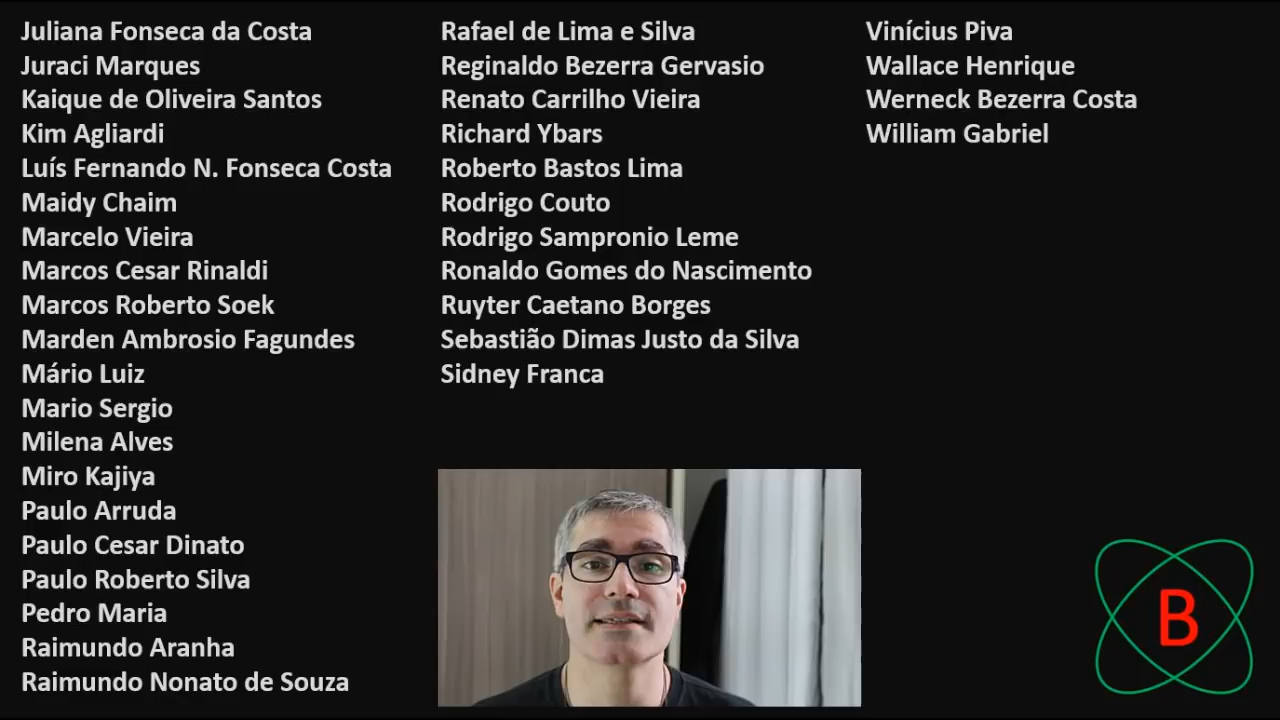 Juliana Fonseca da Costa
Juraci Marques
Kaique de Oliveira Santos
Kim Agliardi
Luís Fernando N. Fonseca Costa
Maidy Chaim
Marcelo Vieira
Marcos Cesar Rinaldi
Marcos Roberto Soek
Marden Ambrosio Fagundes
Mário Luiz
Mario Sergio
Milena Alves
Miro Kajiya
Paulo Arruda
Paulo Cesar Dinato
Paulo Roberto Silva
Pedro Maria
Raimundo Aranha
Raimundo Nonato de Souza
Rafael de Lima e Silva
Reginaldo Bezerra Gervasio
Renato Carrilho Vieira
Richard Ybars
Roberto Bastos Lima
Rodrigo Couto
Rodrigo Sampronio Leme
Ronaldo Gomes do Nascimento
Ruyter Caetano Borges
Sebastião Dimas Justo da Silva
Sidney Franca
Vinícius Piva
Wallace Henrique
Werneck Bezerra Costa
William Gabriel
B